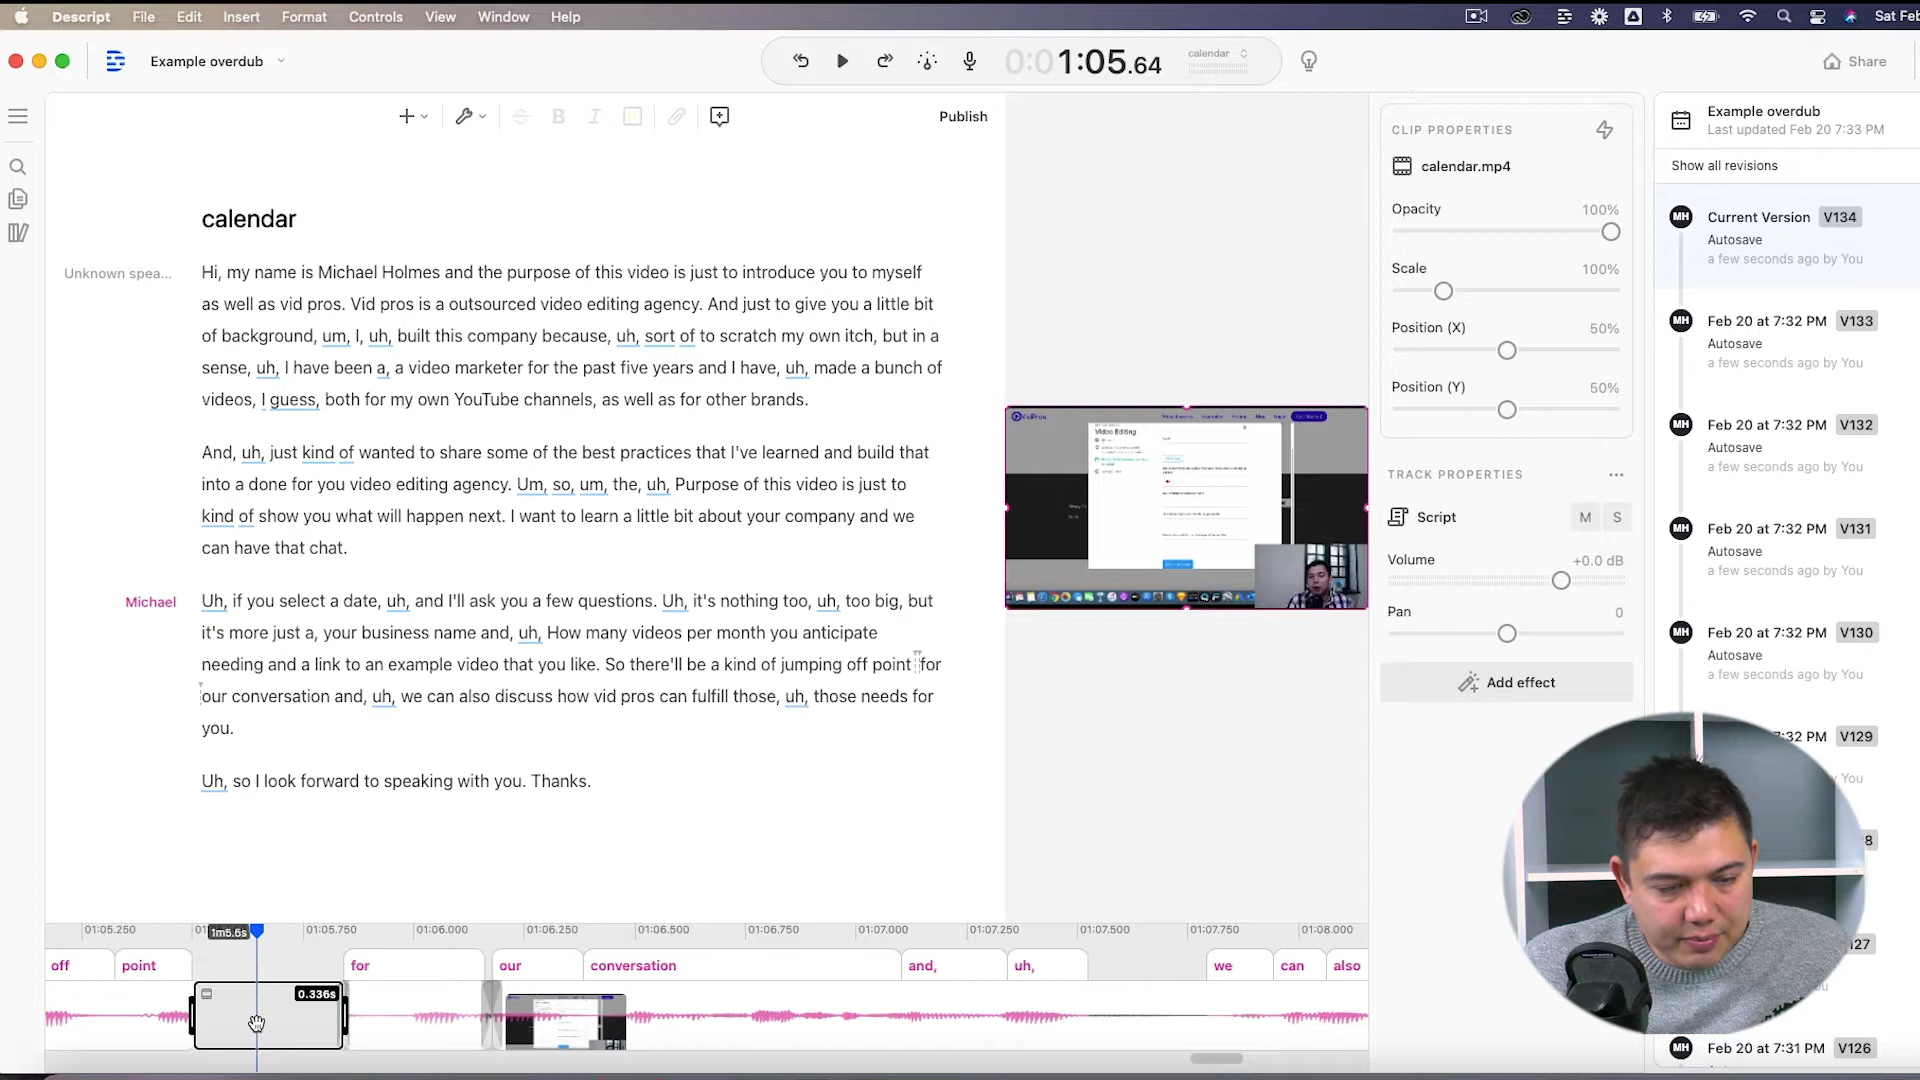 Descript File Edit Insert Format Controls View Window Help Sat Feb
Example overdub
0:01:05.64
calendar
Share
Publish
calendar
Unknown spea...
Hi, my name is Michael Holmes and the purpose of this video is just to introduce you to myself
as well as vid pros. Vid pros is a outsourced video editing agency. And just to give you a little bit
of background, um, I, uh, built this company because, uh, sort of to scratch my own itch, but in a
sense, uh, I have been a, a video marketer for the past five years and I have, uh, made a bunch of
videos, I guess, both for my own YouTube channels, as well as for other brands.
And, uh, just kind of wanted to share some of the best practices that I've learned and build that
into a done for you video editing agency. Um, so, um, the, uh, Purpose of this video is just to
kind of show you what will happen next. I want to learn a little bit about your company and we
can have that chat.
Michael
Uh, if you select a date, uh, and I'll ask you a few questions. Uh, it's nothing too, uh, too big, but
it's more just a, your business name and, uh, How many videos per month you anticipate
needing and a link to an example video that you like. So there'll be a kind of jumping off point for
our conversation and, uh, we can also discuss how vid pros can fulfill those, uh, those needs for
you.
Uh, so I look forward to speaking with you. Thanks.
Video Editing
CLIP PROPERTIES
calendar.mp4
Opacity 100%
Scale 100%
Position (X) 50%
Position (Y) 50%
TRACK PROPERTIES
Script M S
Volume +0.0 dB
Pan 0
Add effect
Example overdub
Last updated Feb 20 7:33 PM
Show all revisions
MH Current Version V134
Autosave
a few seconds ago by You
MH Feb 20 at 7:32 PM V133
Autosave
a few seconds ago by You
MH Feb 20 at 7:32 PM V132
Autosave
a few seconds ago by You
MH Feb 20 at 7:32 PM V131
Autosave
a few seconds ago by You
MH Feb 20 at 7:32 PM V130
Autosave
a few seconds ago by You
7:32 PM V129
You
8
127
MH Feb 20 at 7:31 PM V126
01:05.250 01:05.750 01:06.000 01:06.250 01:06.500 01:06.750 01:07.000 01:07.250 01:07.500 01:07.750 01:08.000
1m5.6s
off point for our conversation and, uh, we can also
0.336s